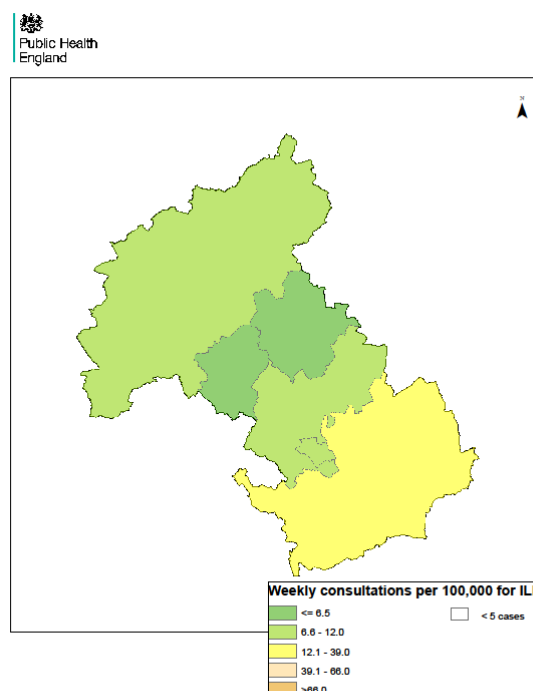 Public Health
England
N
Weekly consultations per 100,000 for ILI
<= 6.5
< 5 cases
6.6 - 12.0
12.1 - 39.0
39.1 - 66.0
>66.0